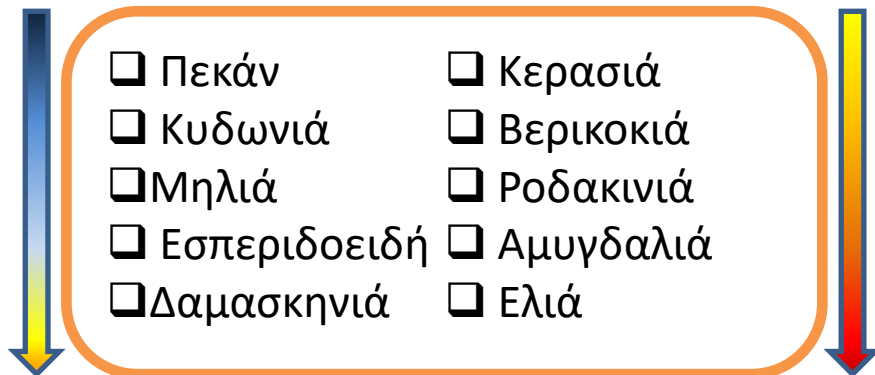 ❑ Πεκάν
❑ Κυδωνιά
❑Μηλιά
❑ Εσπεριδοειδή
❑Δαμασκηνιά
❑ Κερασιά
❑ Βερικοκιά
❑ Ροδακινιά
❑ Αμυγδαλιά
❑ Ελιά